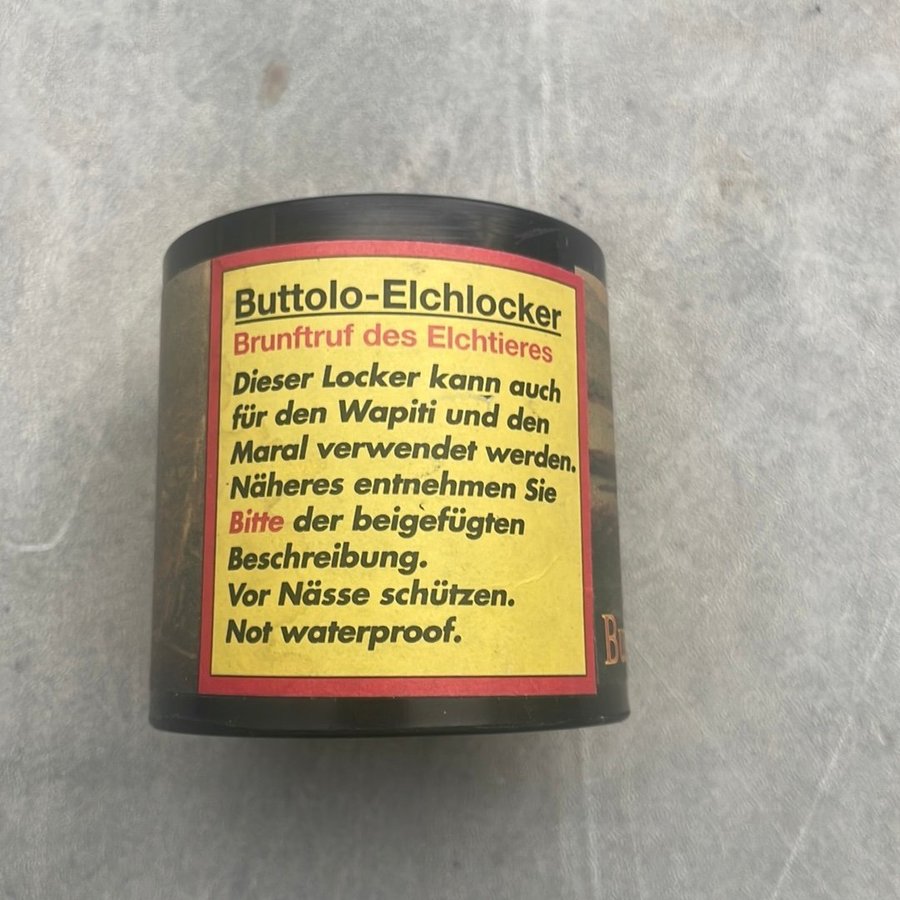 Buttolo-Elchlocker
Brunftruf des Elchtieres
Dieser Locker kann auch
für den Wapiti und den
Maral verwendet werden.
Näheres entnehmen Sie
Bitte der beigefügten
Beschreibung.
Vor Nässe schützen.
Not waterproof.